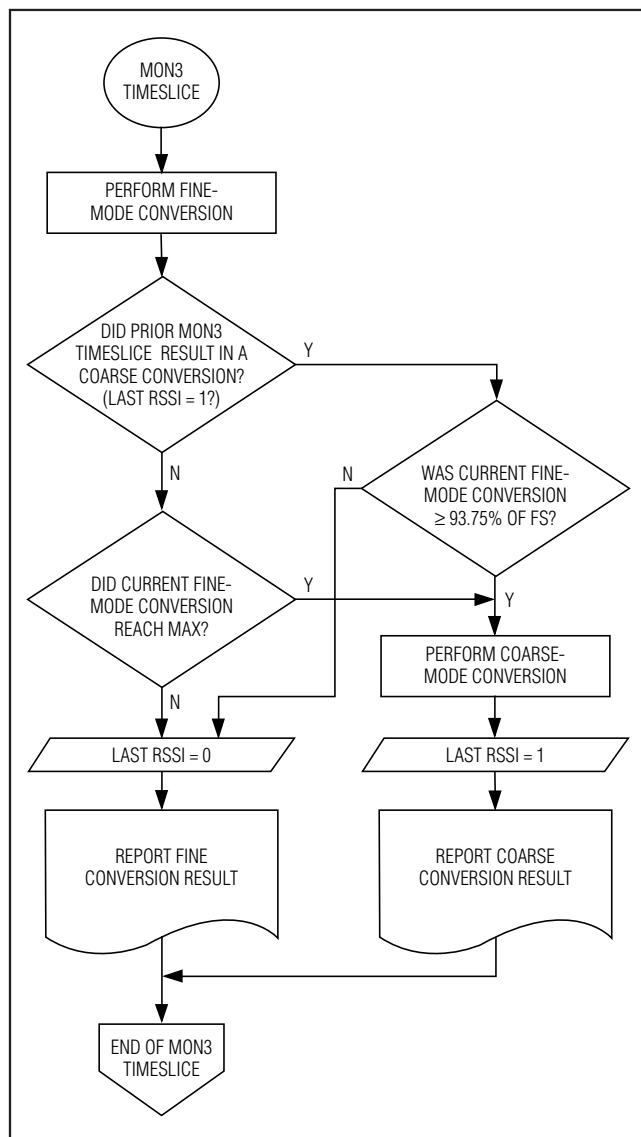 MON3
TIMESLICE
PERFORM FINE-
MODE CONVERSION
DID PRIOR MON3
TIMESLICE RESULT IN A
COARSE CONVERSION?
(LAST RSSI = 1?)
Y
N
N
WAS CURRENT FINE-
MODE CONVERSION
≥ 93.75% OF FS?
DID CURRENT FINE-
MODE CONVERSION
REACH MAX?
Y
Y
PERFORM COARSE-
MODE CONVERSION
N
LAST RSSI = 0
LAST RSSI = 1
REPORT FINE
CONVERSION RESULT
REPORT COARSE
CONVERSION RESULT
END OF MON3
TIMESLICE